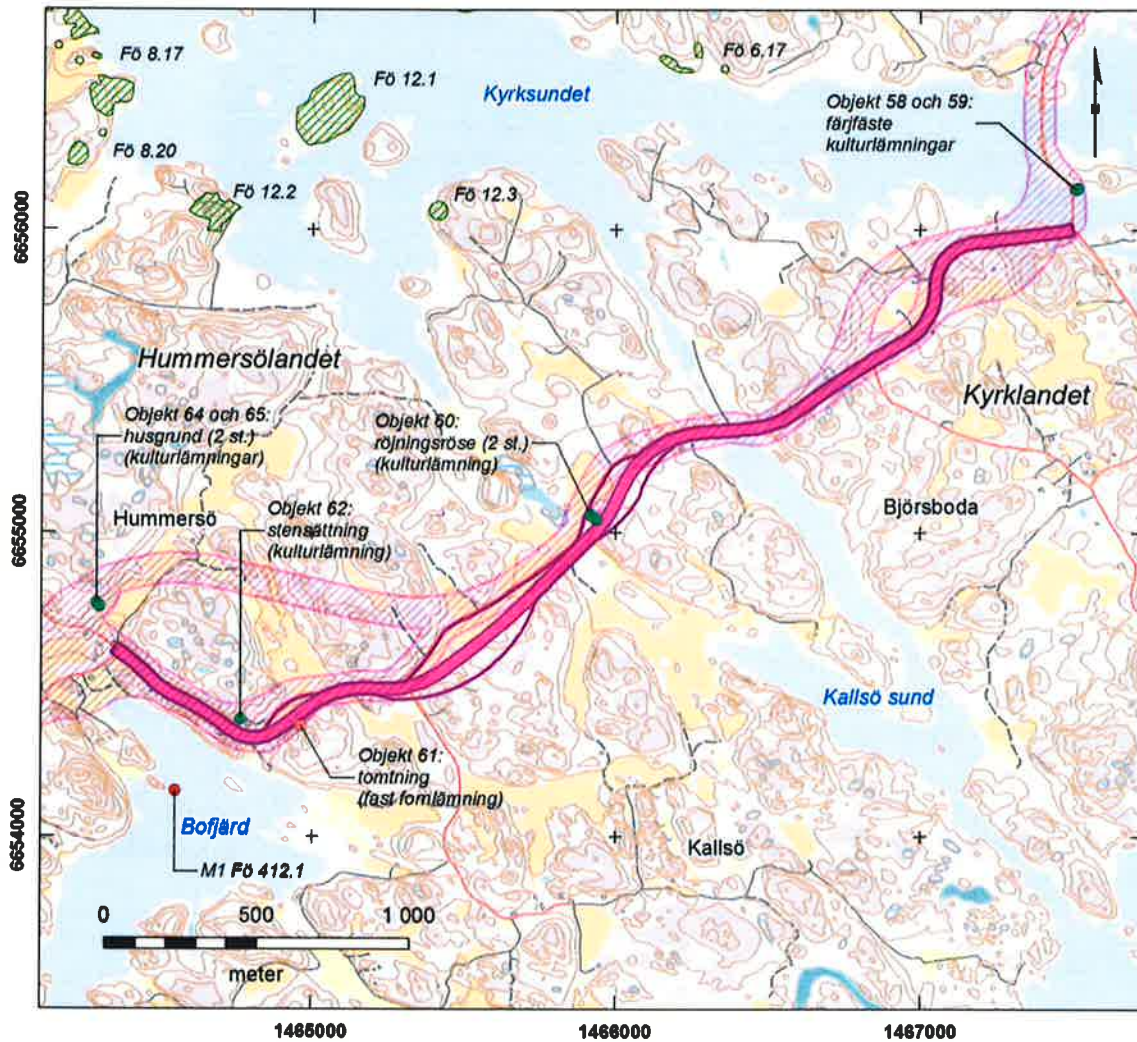 Fö 8.17
Fö 12.1
Fö 6.17
Kyrksundet
Objekt 58 och 59:
färjfäste
kulturlämningar
Fö 8.20
Fö 12.2
Fö 12.3
6656000
Hummersölandet
Kyrklandet
Objekt 64 och 65:
husgrund (2 st.)
(kulturlämningar)
Objekt 60:
röjningsröse (2 st.)
(kulturlämning)
Objekt 62:
stensättning
(kulturlämning)
Hummersö
Björsboda
6655000
Kallsö sund
Objekt 61:
tomtning
(fast fornlämning)
Bofjärd
Kallsö
6654000
M1 Fö 412.1
0 500 1 000
meter
1465000 1466000 1467000